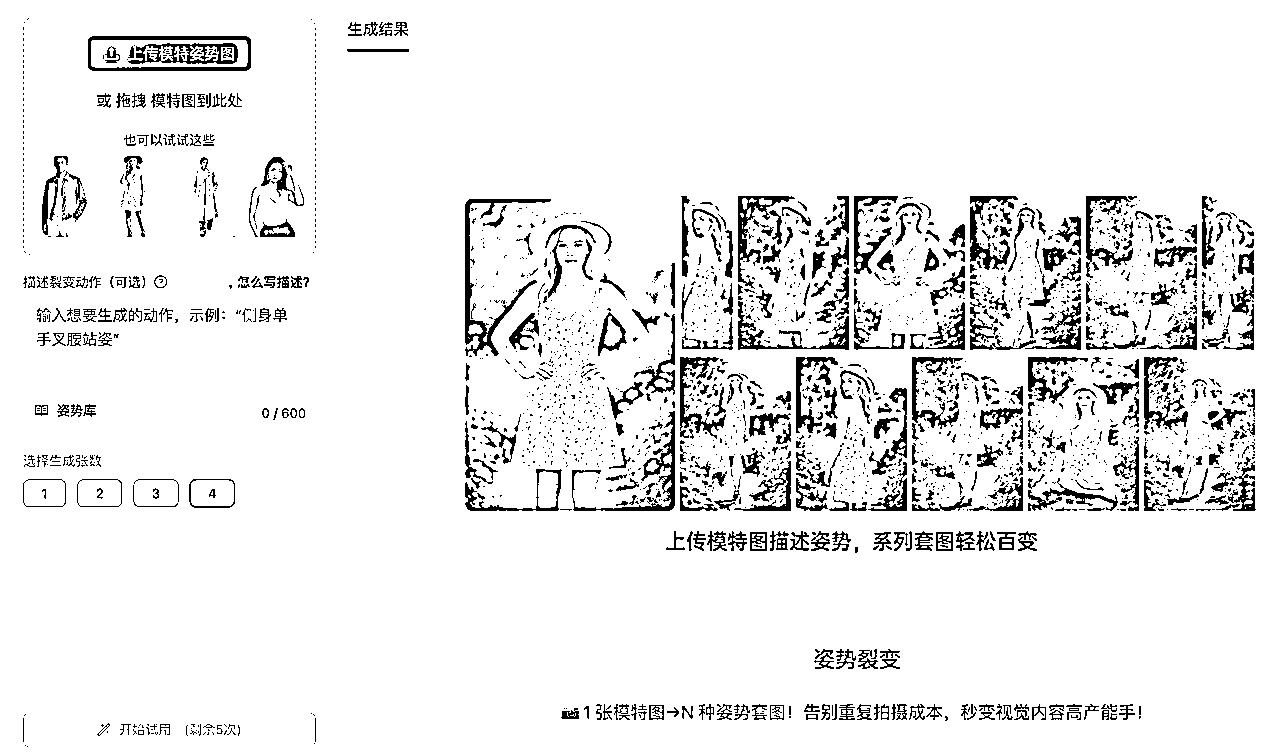 上传模特姿势图
或 拖拽 模特图到此处
也可以试试这些
描述裂变动作（可选）
怎么写描述？
输入想要生成的动作，示例：“侧身单
手叉腰站姿”
姿势库
0 / 600
选择生成张数
1
2
3
4
开始试用 （剩余5次）
生成结果
上传模特图描述姿势，系列套图轻松百变
姿势裂变
1 张模特图→N 种姿势套图！告别重复拍摄成本，秒变视觉内容高产能手！